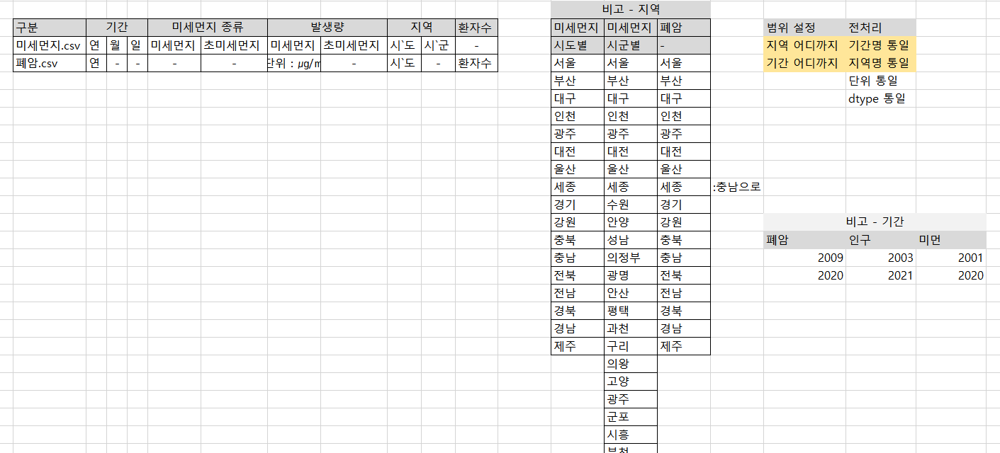 비고 - 지역
구분 기간 미세먼지 종류 발생량 지역 환자수 미세먼지 미세먼지 폐암 범위 설정 전처리
미세먼지.csv 연 월 일 미세먼지 초미세먼지 미세먼지 초미세먼지 시`도 시`군 - 시도별 시군별 - 지역 어디까지 기간명 통일
폐암.csv 연 - - - - 단위 : ㎍/m - 시`도 - 환자수 서울 서울 서울 기간 어디까지 지역명 통일
부산 부산 부산 단위 통일
대구 대구 대구 dtype 통일
인천 인천 인천
광주 광주 광주
대전 대전 대전
울산 울산 울산
세종 세종 세종 :충남으로
경기 수원 경기
강원 안양 강원 비고 - 기간
충북 성남 충북 폐암 인구 미먼
충남 의정부 충남 2009 2003 2001
전북 광명 전북 2020 2021 2020
전남 안산 전남
경북 평택 경북
경남 과천 경남
제주 구리 제주
의왕
고양
광주
군포
시흥